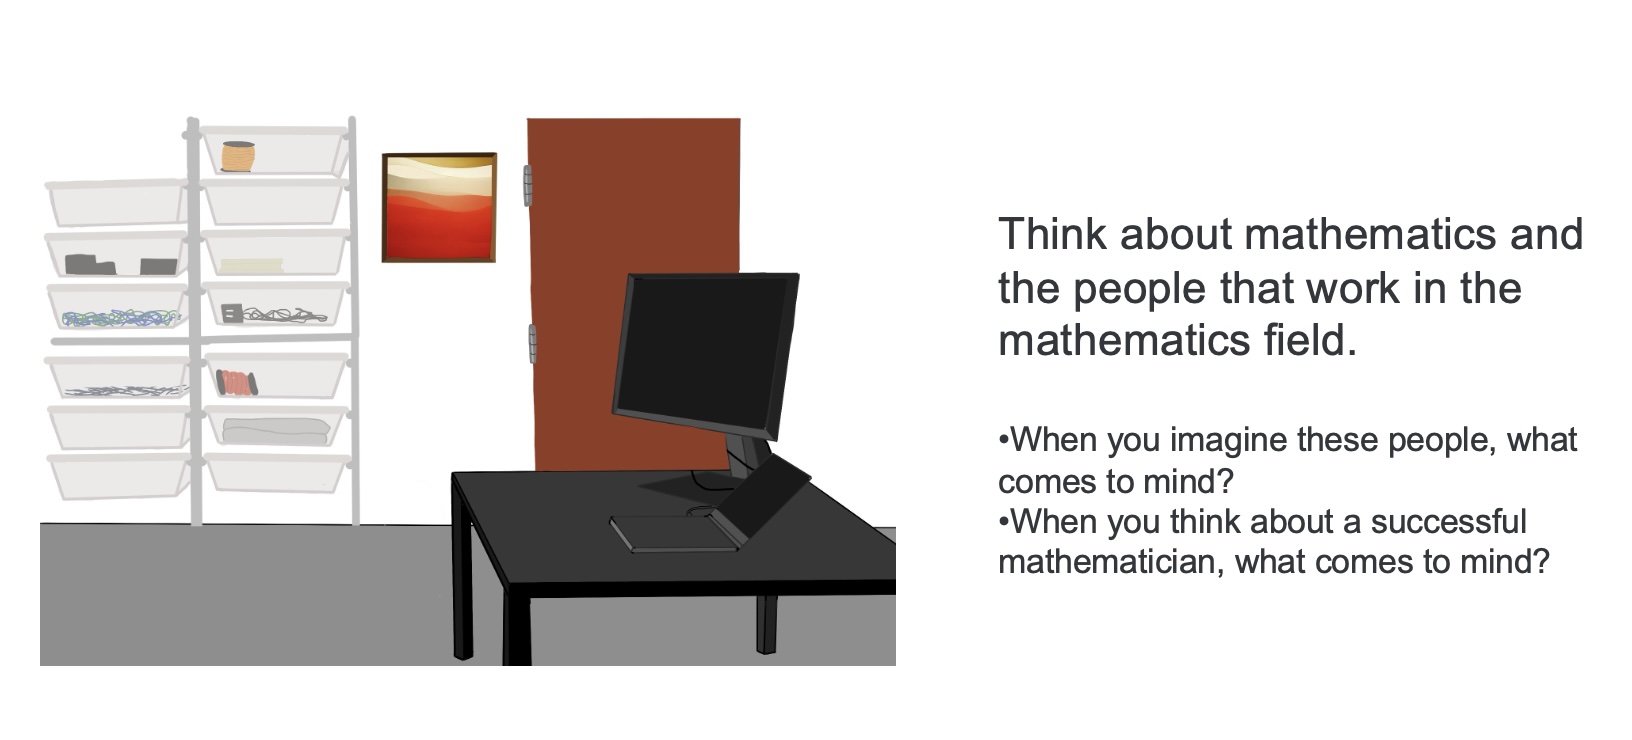 Think about mathematics and
the people that work in the
mathematics field.
•When you imagine these people, what
comes to mind?
•When you think about a successful
mathematician, what comes to mind?